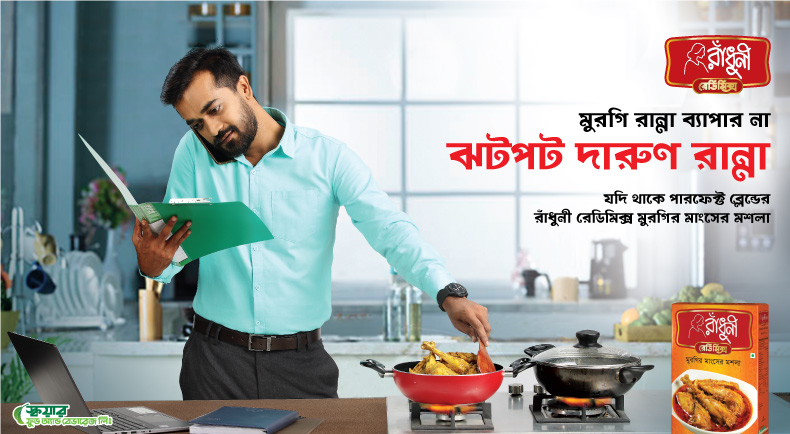 রাঁধুনী
রেডিমিক্স
মুরগি রান্না ব্যাপার না
ঝটপট দারুণ রান্না
যদি থাকে পারফেক্ট ব্লেন্ডের
রাঁধুনী রেডিমিক্স মুরগির মাংসের মশলা
রাঁধুনী
রেডিমিক্স
মুরগির মাংসের মশলা
স্কয়ার
ফুড অ্যান্ড বেভারেজ লিঃ